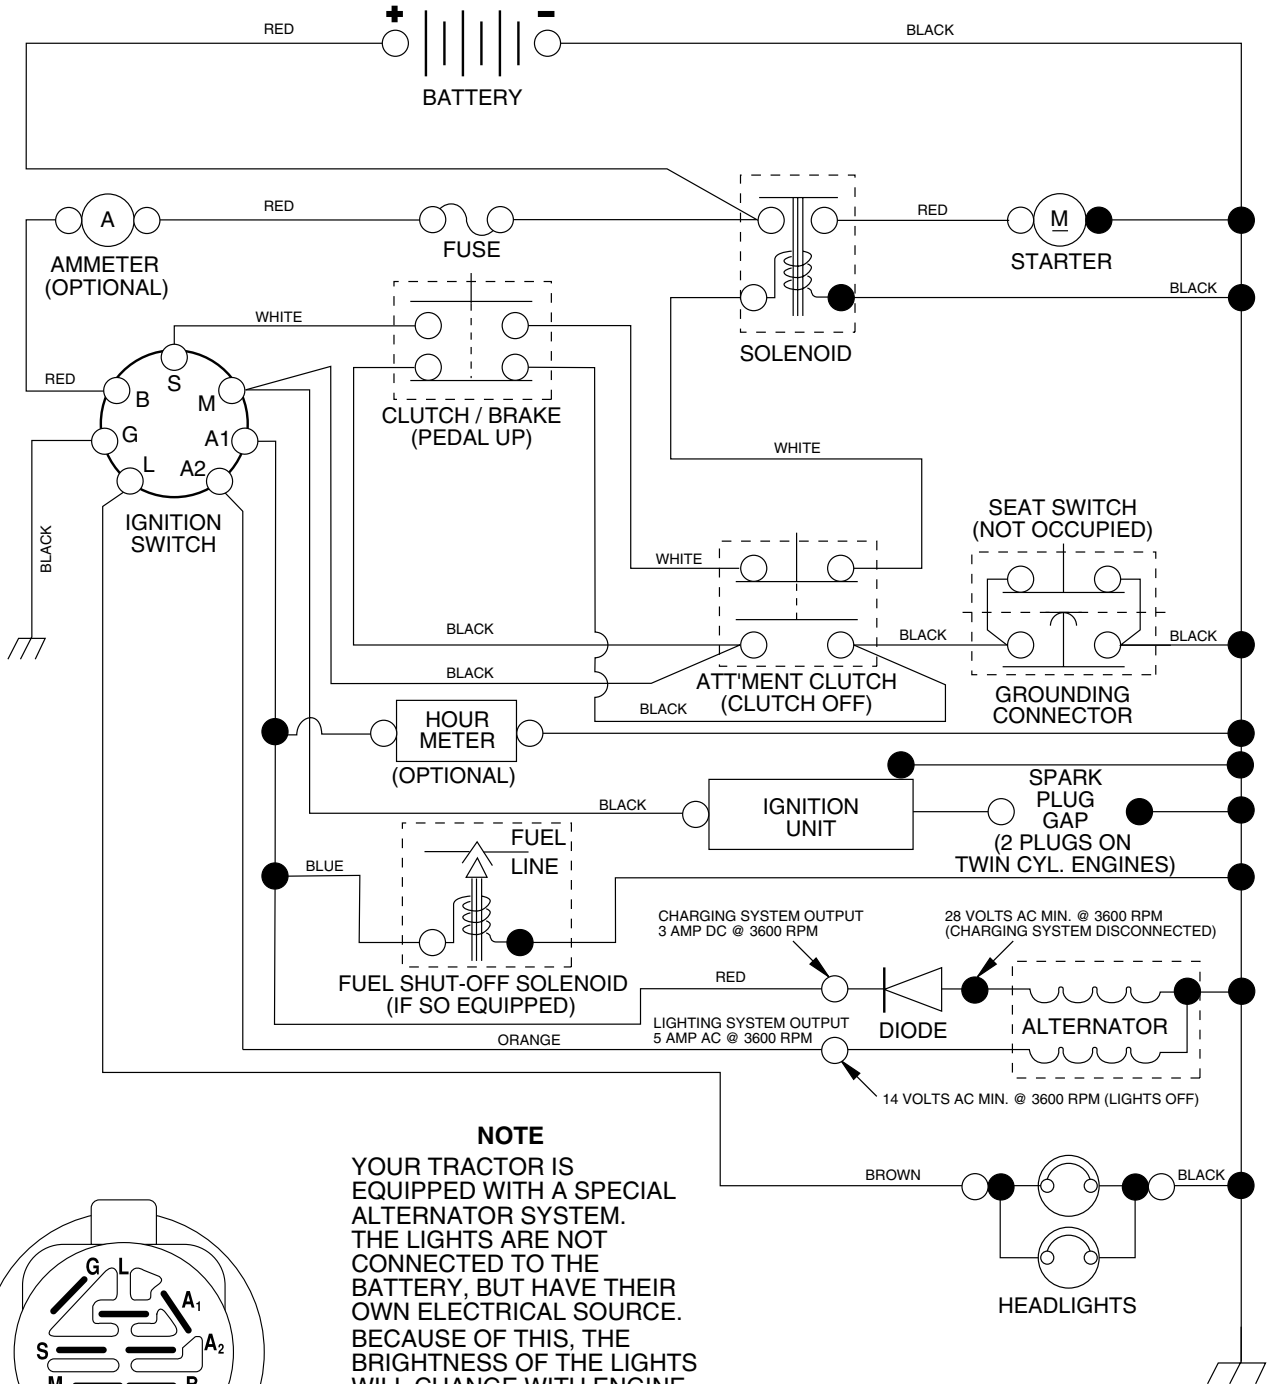 + -
RED
BLACK
BATTERY
A
RED
FUSE
RED
M
STARTER
AMMETER
(OPTIONAL)
BLACK
SOLENOID
WHITE
CLUTCH / BRAKE
(PEDAL UP)
RED
S
B
M
G
A1
L
A2
IGNITION
SWITCH
BLACK
WHITE
SEAT SWITCH
(NOT OCCUPIED)
WHITE
BLACK
BLACK
BLACK
BLACK
ATT'MENT CLUTCH
(CLUTCH OFF)
BLACK
GROUNDING
CONNECTOR
HOUR
METER
(OPTIONAL)
BLACK
IGNITION
UNIT
SPARK
PLUG
GAP
(2 PLUGS ON
TWIN CYL. ENGINES)
FUEL
LINE
BLUE
FUEL SHUT-OFF SOLENOID
(IF SO EQUIPPED)
CHARGING SYSTEM OUTPUT
3 AMP DC @ 3600 RPM
28 VOLTS AC MIN. @ 3600 RPM
(CHARGING SYSTEM DISCONNECTED)
RED
DIODE
ALTERNATOR
ORANGE
LIGHTING SYSTEM OUTPUT
5 AMP AC @ 3600 RPM
14 VOLTS AC MIN. @ 3600 RPM (LIGHTS OFF)
BROWN
BLACK
HEADLIGHTS
NOTE
YOUR TRACTOR IS
EQUIPPED WITH A SPECIAL
ALTERNATOR SYSTEM.
THE LIGHTS ARE NOT
CONNECTED TO THE
BATTERY, BUT HAVE THEIR
OWN ELECTRICAL SOURCE.
BECAUSE OF THIS, THE
BRIGHTNESS OF THE LIGHTS
WILL CHANGE WITH ENGINE
G L
A1
S
A2
M
B